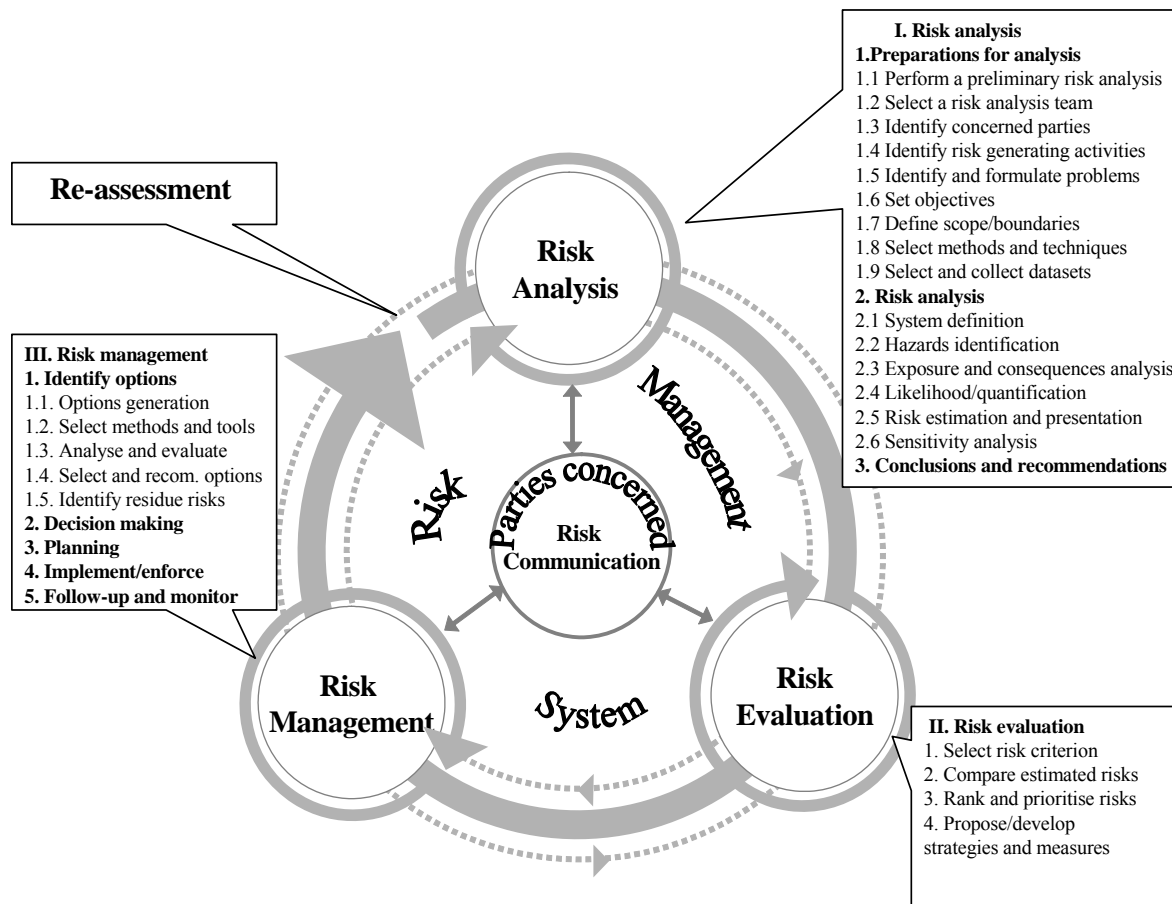 I. Risk analysis
1.Preparations for analysis
1.1 Perform a preliminary risk analysis
1.2 Select a risk analysis team
1.3 Identify concerned parties
1.4 Identify risk generating activities
1.5 Identify and formulate problems
1.6 Set objectives
1.7 Define scope/boundaries
1.8 Select methods and techniques
1.9 Select and collect datasets
2. Risk analysis
2.1 System definition
2.2 Hazards identification
2.3 Exposure and consequences analysis
2.4 Likelihood/quantification
2.5 Risk estimation and presentation
2.6 Sensitivity analysis
3. Conclusions and recommendations
Re-assessment
Risk
Analysis
III. Risk management
1. Identify options
1.1. Options generation
1.2. Select methods and tools
1.3. Analyse and evaluate
1.4. Select and recom. options
1.5. Identify residue risks
2. Decision making
3. Planning
4. Implement/enforce
5. Follow-up and monitor
Risk
Management
System
Parties concerned
Risk
Communication
Risk
Management
Risk
Evaluation
II. Risk evaluation
1. Select risk criterion
2. Compare estimated risks
3. Rank and prioritise risks
4. Propose/develop
strategies and measures